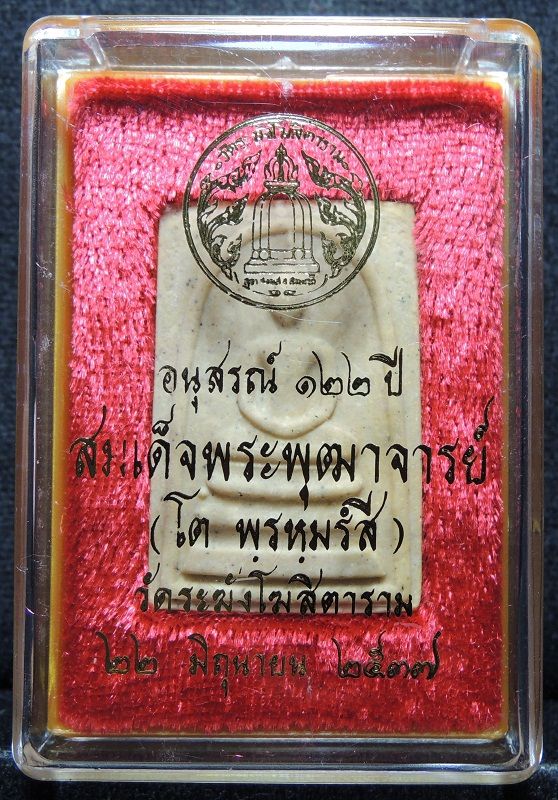 อนุสรณ์ ๑๒๒ ปี
สมเด็จพระพุฒาจารย์
(โต พฺรหฺมรํสี)
วัดระฆังโฆสิตาราม
๒๒ มิถุนายน ๒๕๓๗